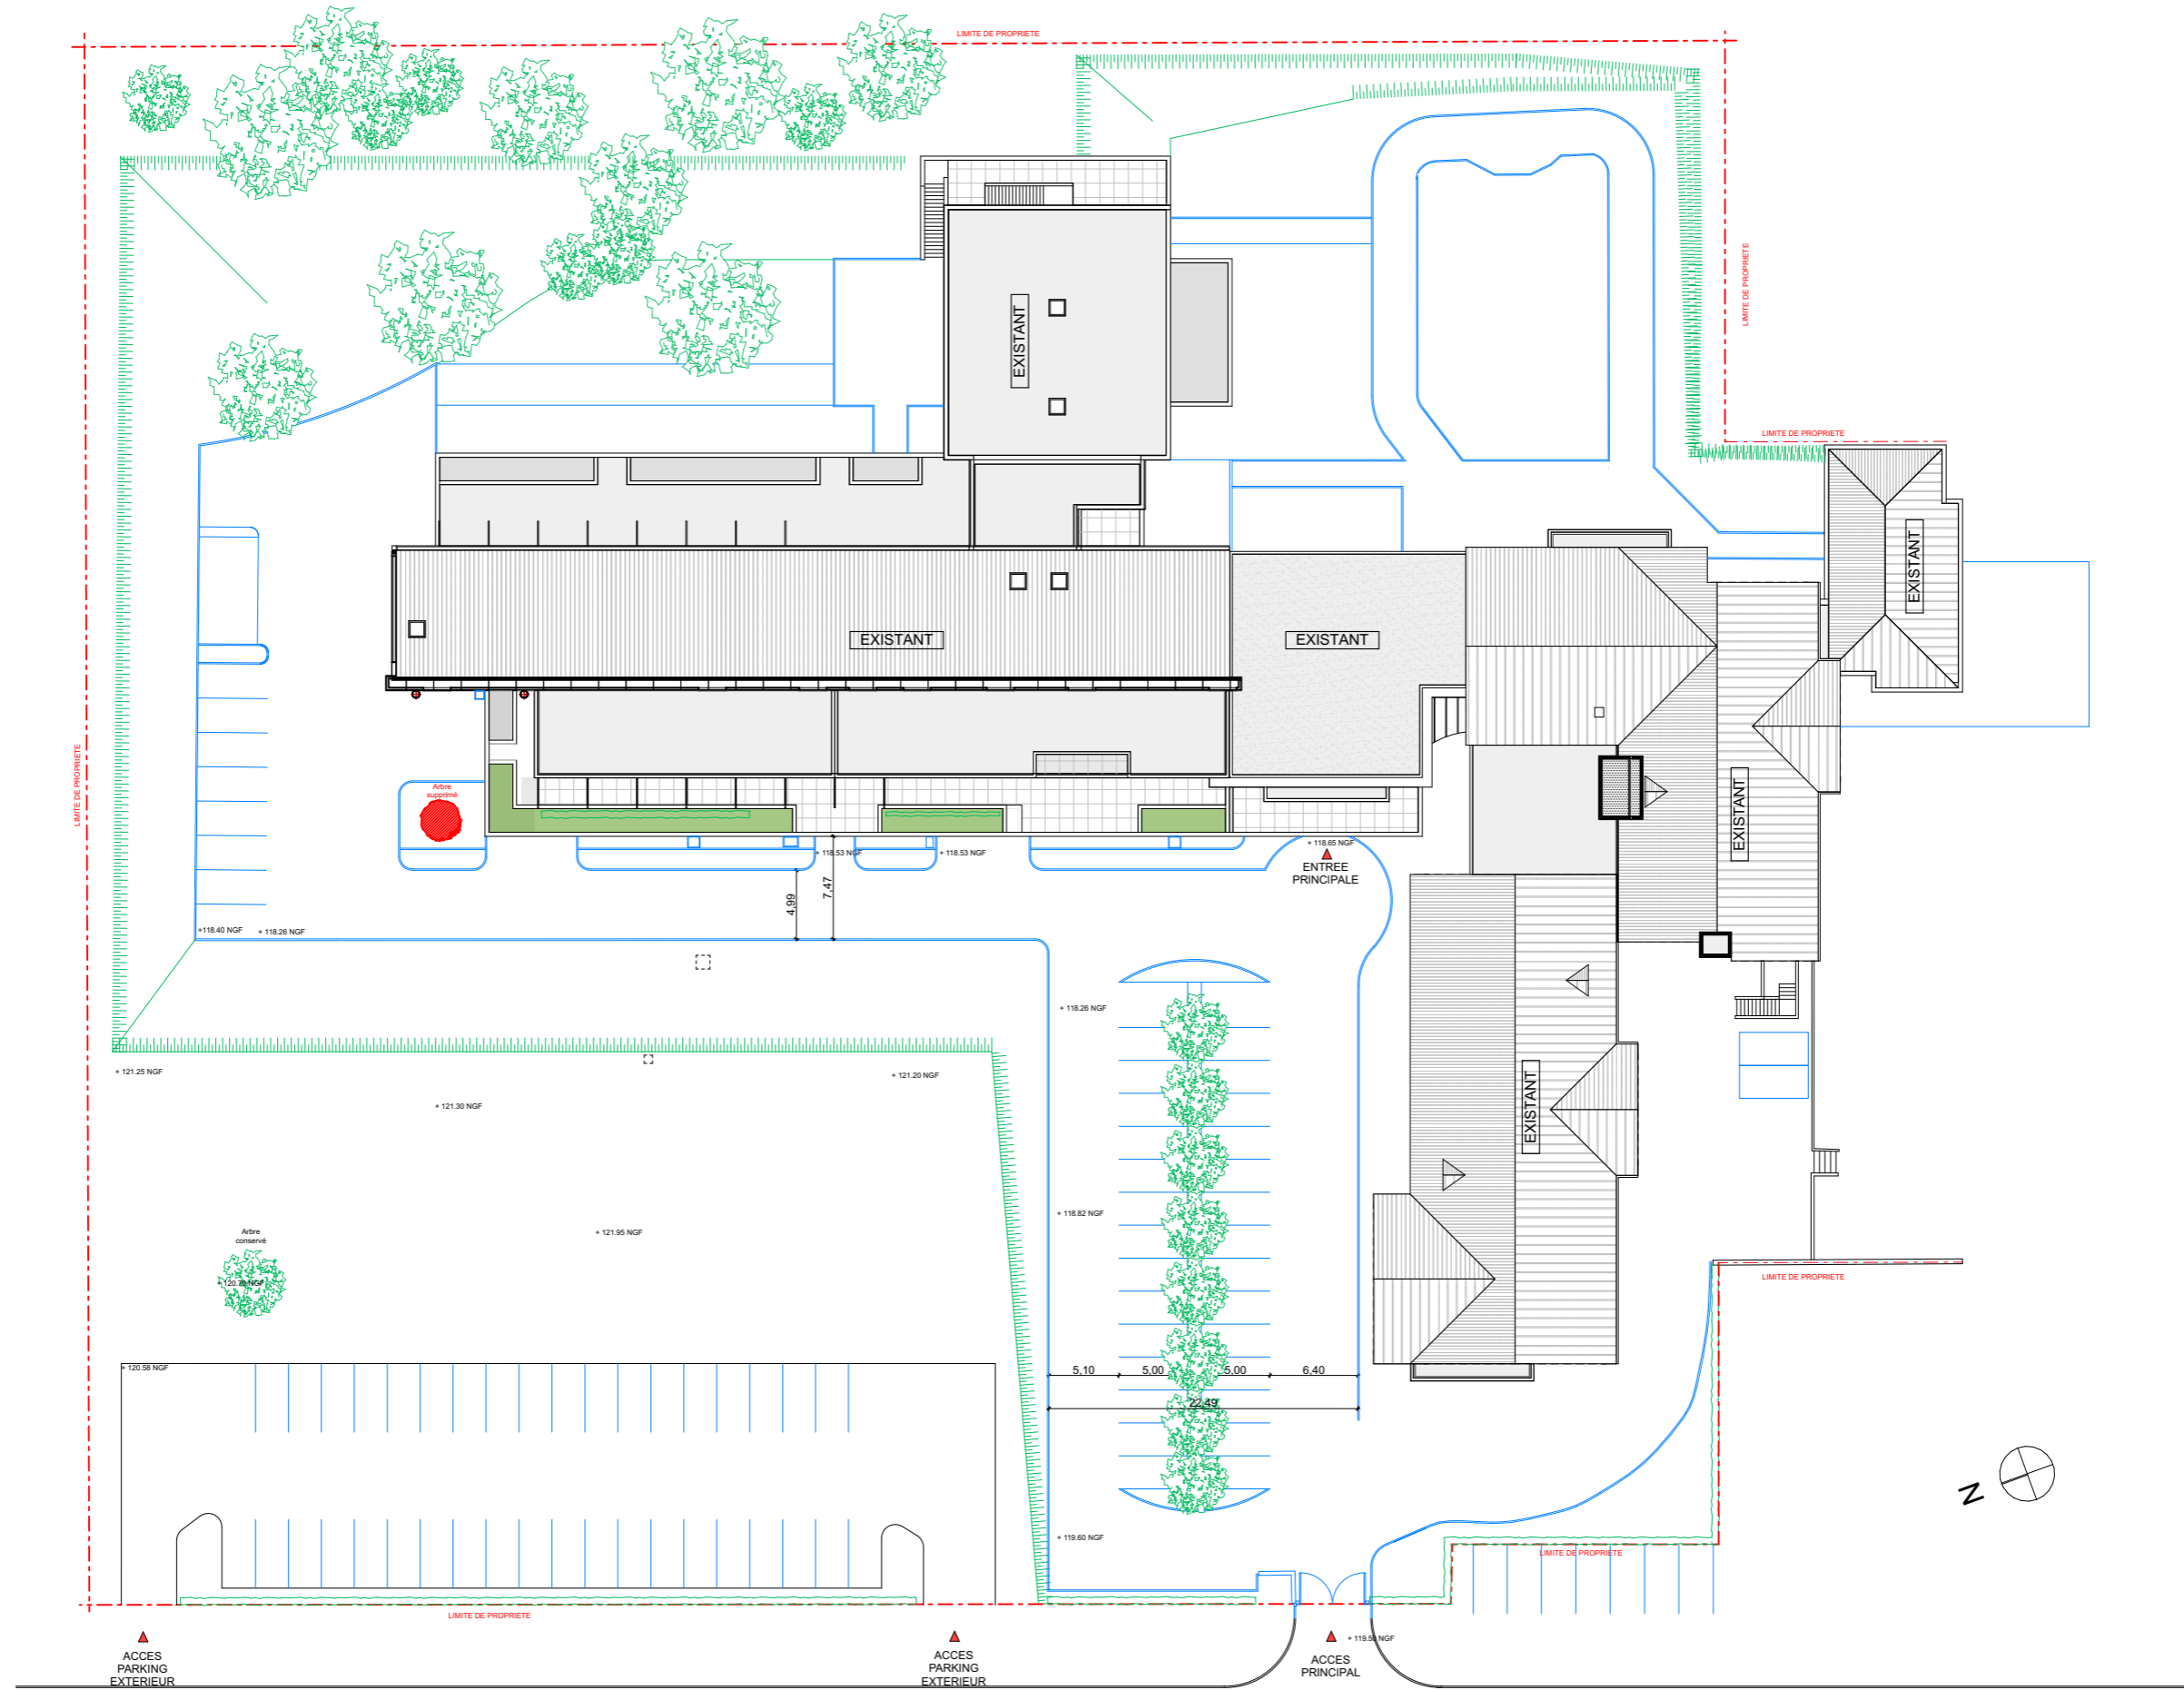 LIMITE DE PROPRIETE
LIMITE DE PROPRIETE
EXISTANT
LIMITE DE PROPRIETE
EXISTANT
EXISTANT
EXISTANT
LIMITE DE PROPRIETE
Arbre
supprimé
EXISTANT
+ 118.53 NGF
+ 118.53 NGF
+ 118.65 NGF
ENTREE
PRINCIPALE
4,99
7,47
+118.40 NGF
+ 118.26 NGF
+ 118.26 NGF
+ 121.25 NGF
+ 121.20 NGF
+ 121.30 NGF
EXISTANT
+ 118.82 NGF
Arbre
conservé
+ 121.95 NGF
+ 120.70 NGF
LIMITE DE PROPRIETE
+ 120.58 NGF
5,10
5,00
5,00
6,40
22,49
N
+ 119.60 NGF
LIMITE DE PROPRIETE
LIMITE DE PROPRIETE
ACCES
PARKING
EXTERIEUR
ACCES
PARKING
EXTERIEUR
ACCES
PRINCIPAL